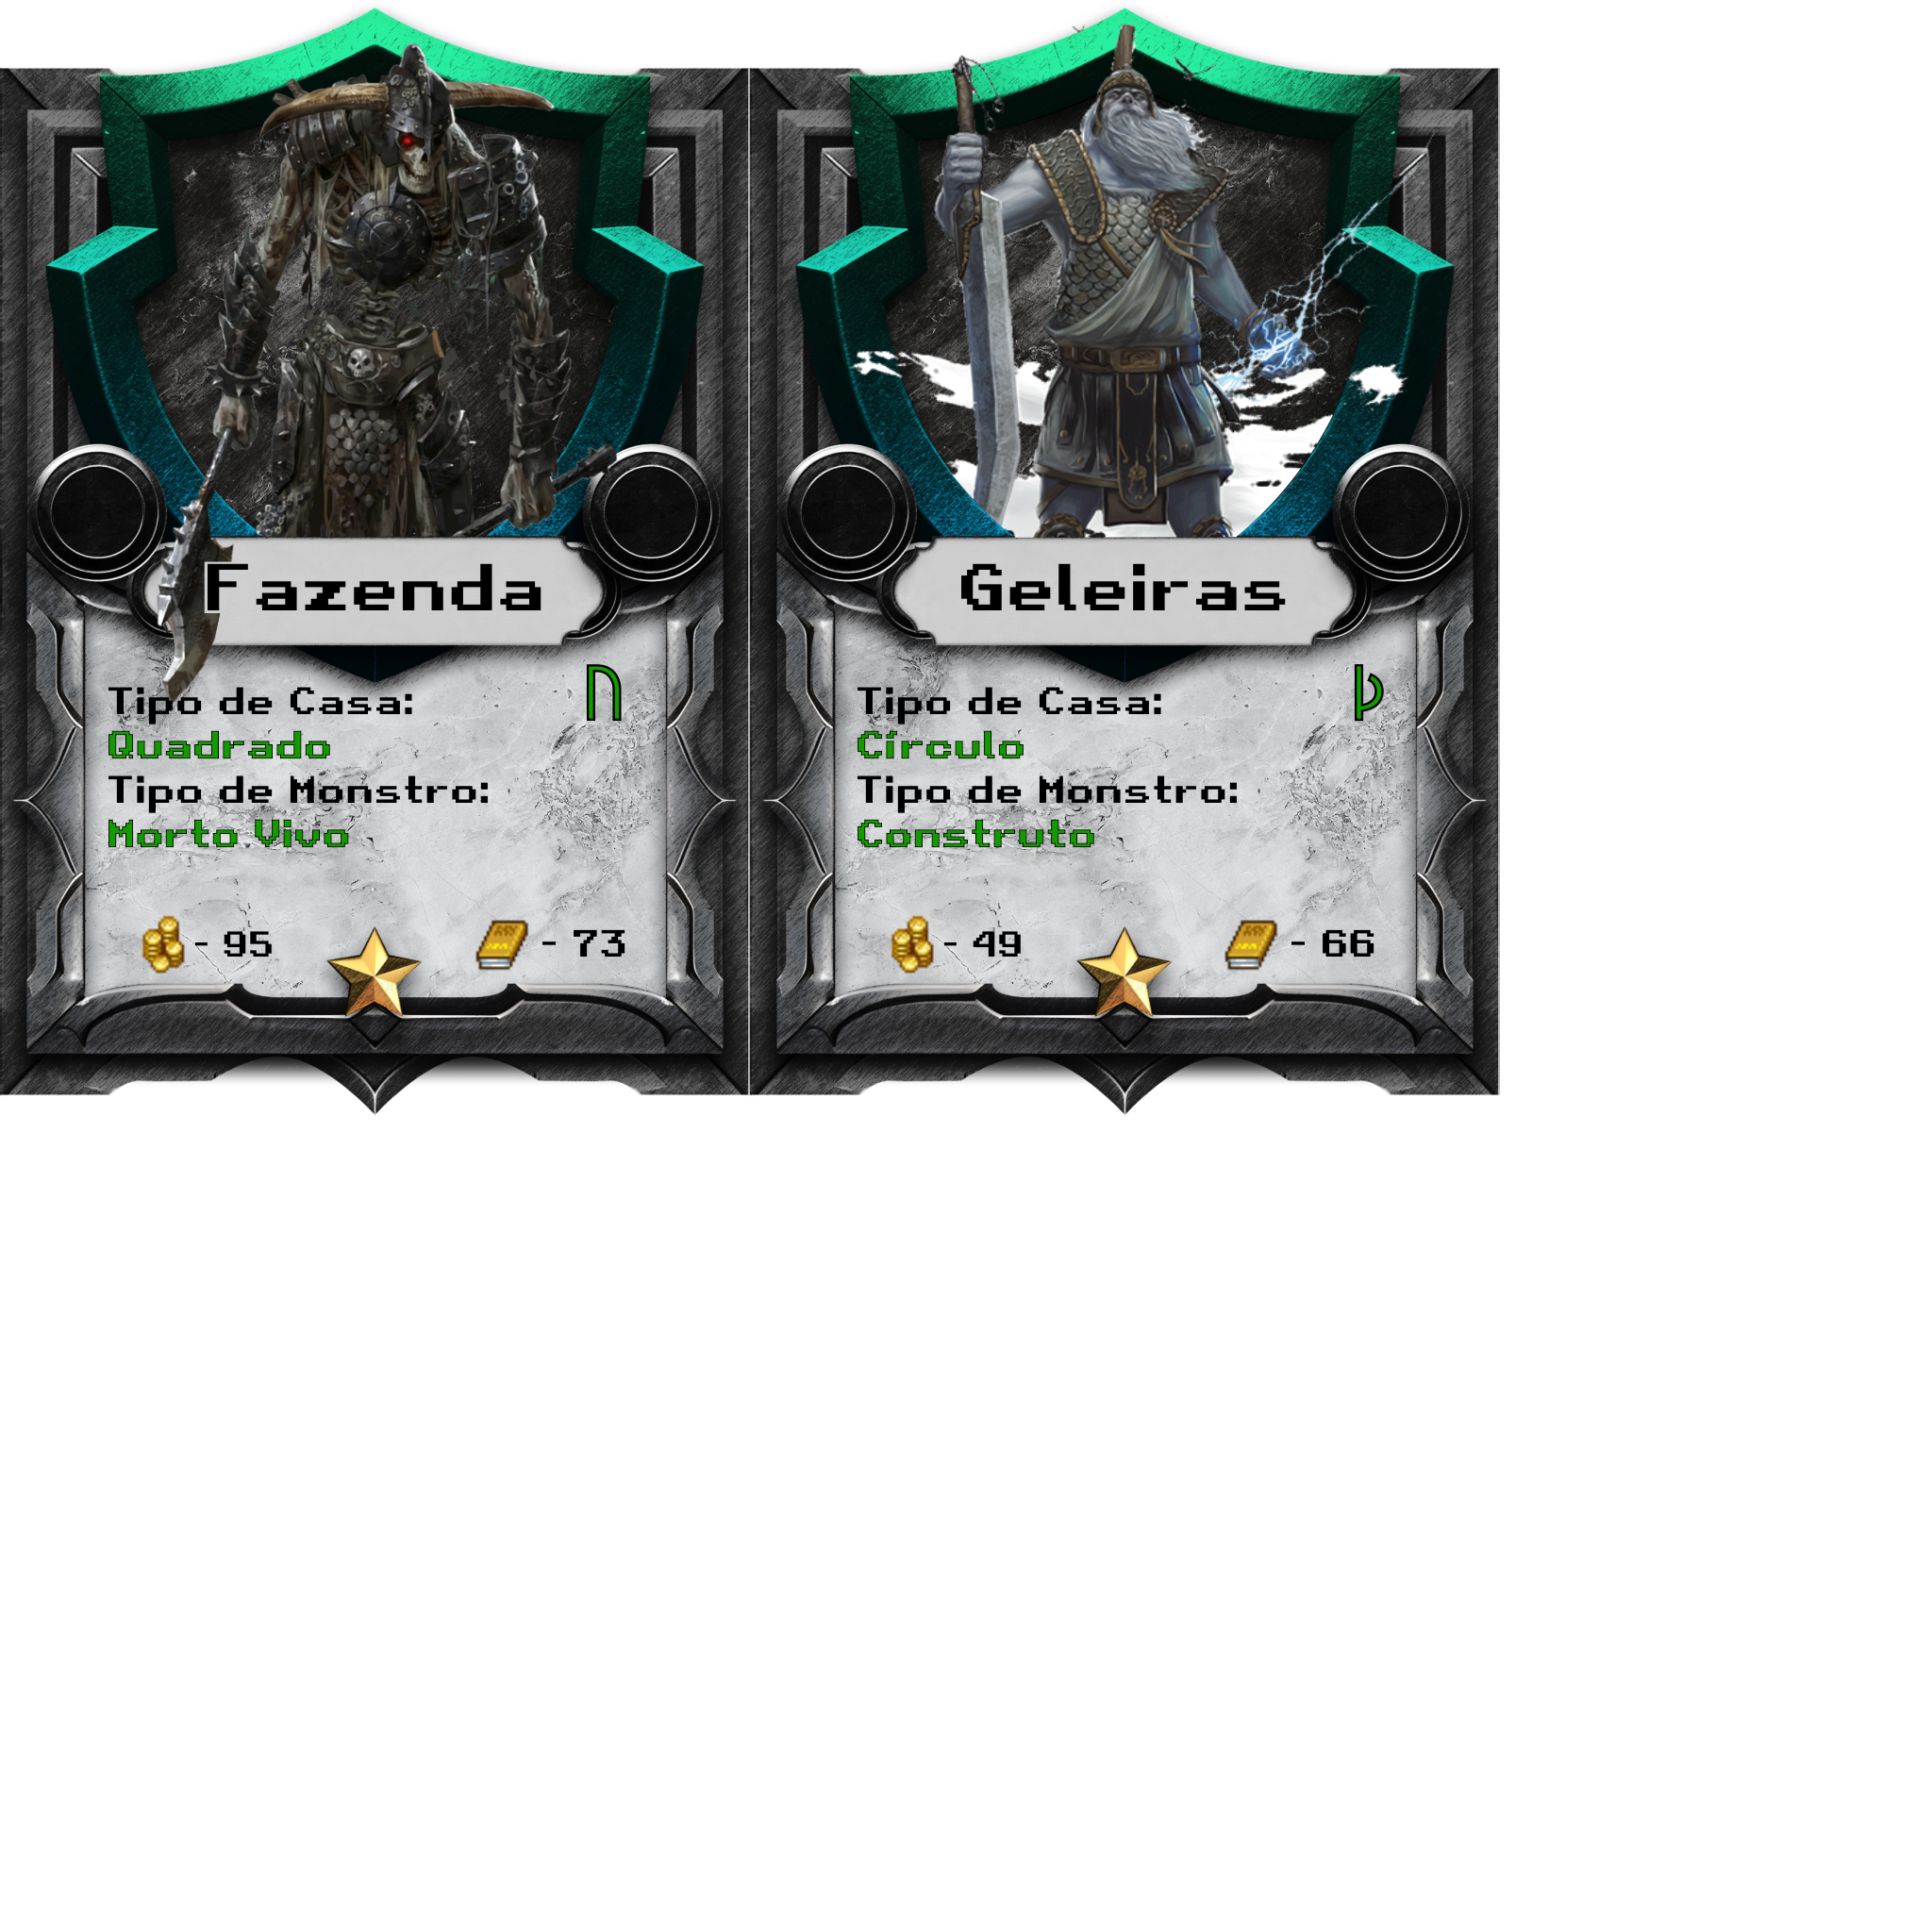 Fazenda
Tipo de Casa:
Quadrado
Tipo de Monstro:
Morto Vivo
- 95
- 73
Geleiras
Tipo de Casa:
Círculo
Tipo de Monstro:
Construto
- 49
- 66